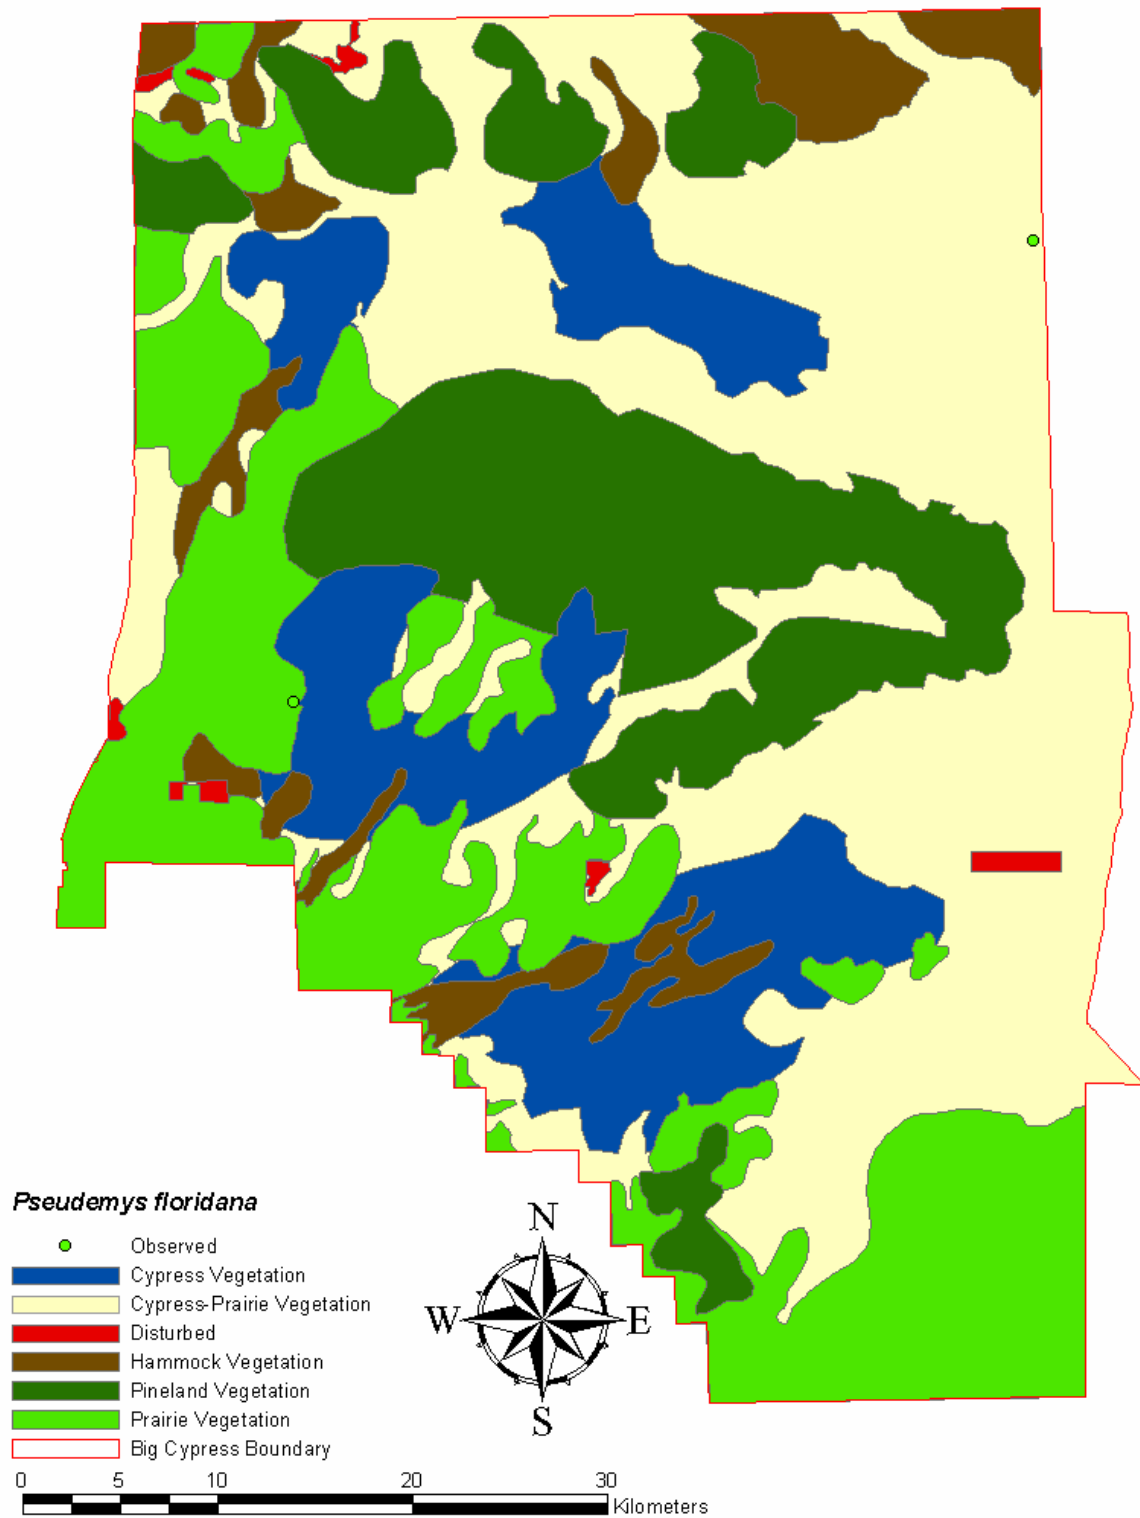 Pseudemys floridana
Observed
Cypress Vegetation
Cypress-Prairie Vegetation
Disturbed
Hammock Vegetation
Pineland Vegetation
Prairie Vegetation
Big Cypress Boundary
N
W E
S
0 5 10 20 30
Kilometers